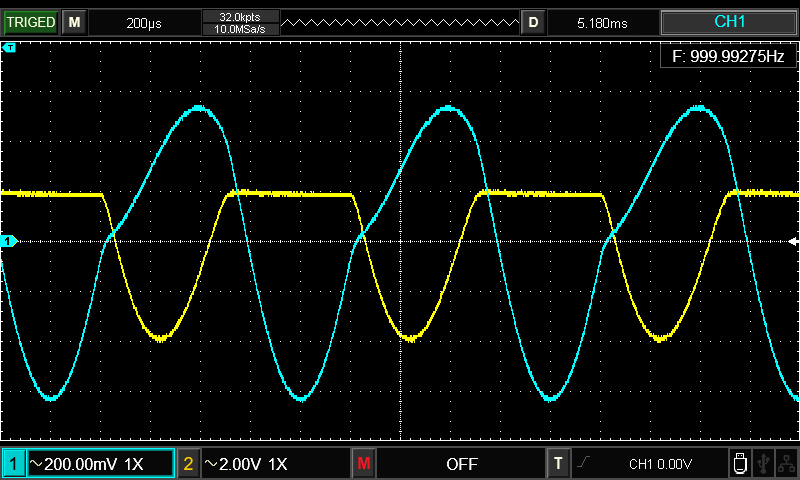 TRIGED M 200µs 32.0kpts D 5.180ms CH1
10.0MSa/s
T
F: 999.99275Hz
1
1 ~200.00mV 1X 2 ~2.00V 1X M OFF T CH1 0.00V